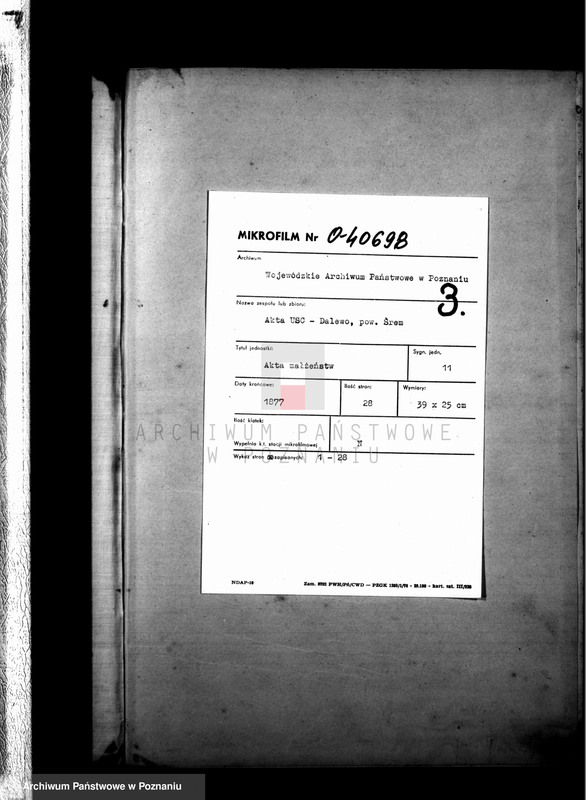 MIKROFILM Nr O-4069B
Archiwum
Wojewódzkie Archiwum Państwowe w Poznaniu
3.
Nazwa zespołu lub zbioru:
Akta USC - Dalewo, pow. Śrem
Tytuł jednostki:
Akta małżeństw
Sygn. jedn.
11
Daty krańcowe:
1877
Ilość stron:
28
Wymiary:
39 x 25 cm
Ilość klatek:
ARCHIWUM PAŃSTWOWE
W POZNANIU
Wypełnia k.t. stacji mikrofilmowej
Wykaz stron zapisanych: 1 - 28
NDAP-10
Archiwum Państwowe w Poznaniu